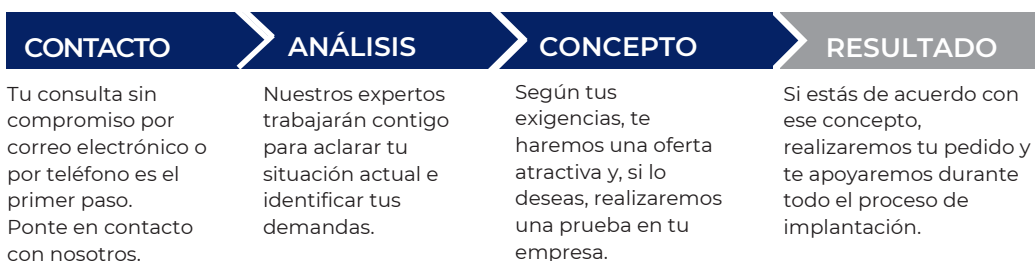 CONTACTO
Tu consulta sin
compromiso por
correo electrónico o
por teléfono es el
primer paso.
Ponte en contacto
con nosotros.
ANÁLISIS
Nuestros expertos
trabajarán contigo
para aclarar tu
situación actual e
identificar tus
demandas.
CONCEPTO
Según tus
exigencias, te
haremos una oferta
atractiva y, si lo
deseas, realizaremos
una prueba en tu
empresa.
RESULTADO
Si estás de acuerdo con
ese concepto,
realizaremos tu pedido y
te apoyaremos durante
todo el proceso de
implantación.